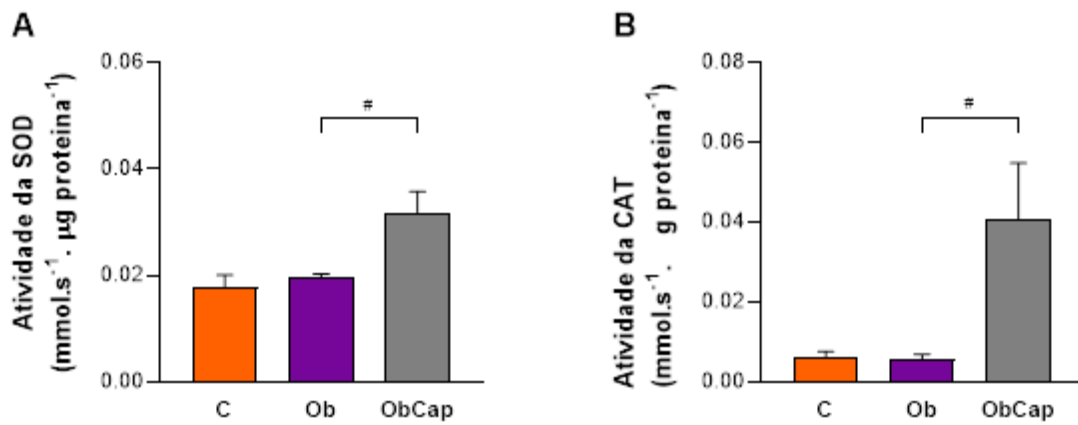 A
Atividade da SOD
(mmol.s⁻¹. µg proteina⁻¹)
0.06
0.04
0.02
0.00
#
C Ob ObCap
B
Atividade da CAT
(mmol.s⁻¹. g proteina⁻¹)
0.08
0.06
0.04
0.02
0.00
#
C Ob ObCap